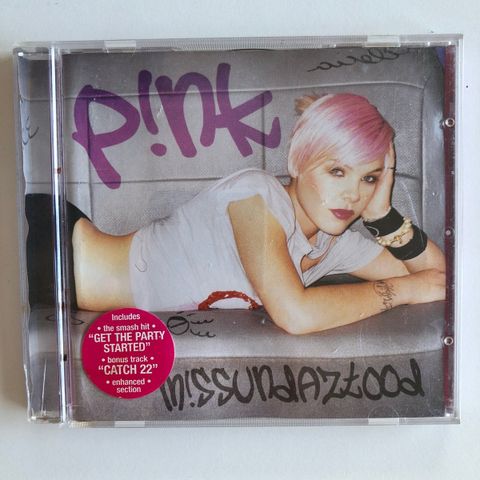 P!nk
Includes
• the smash hit •
"GET THE PARTY
STARTED"
• bonus track •
"CATCH 22"
• enhanced
section
m!ssundaztood